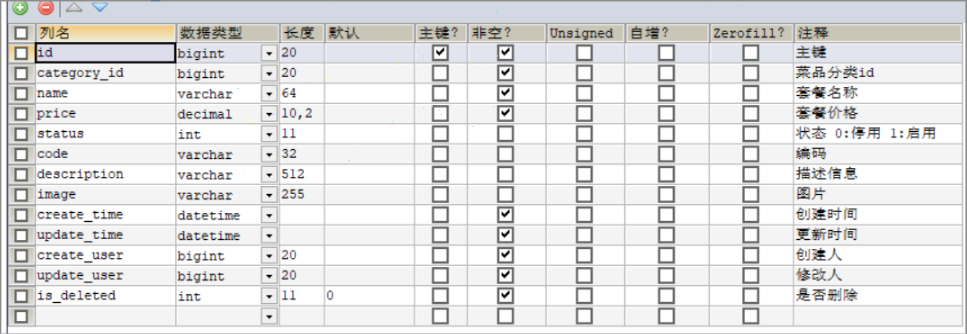 列名 数据类型 长度 默认 主键? 非空? Unsigned 自增? Zerofill? 注释
id bigint 20 主键
category_id bigint 20 菜品分类id
name varchar 64 套餐名称
price decimal 10,2 套餐价格
status int 11 状态 0:停用 1:启用
code varchar 32 编码
description varchar 512 描述信息
image varchar 255 图片
create_time datetime 创建时间
update_time datetime 更新时间
create_user bigint 20 创建人
update_user bigint 20 修改人
is_deleted int 11 0 是否删除